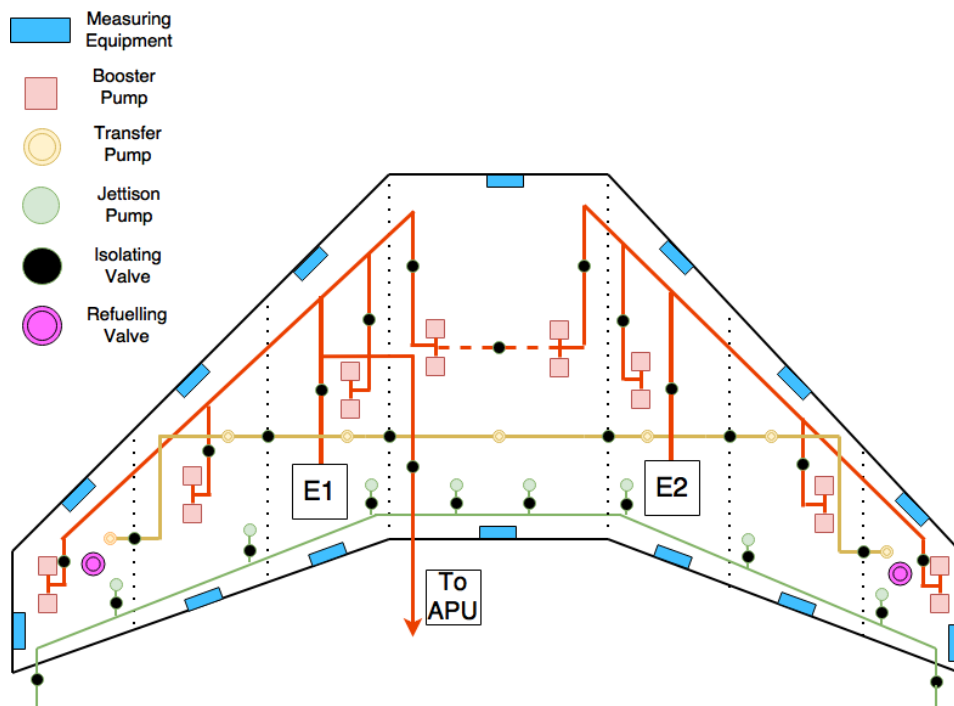 Measuring
Equipment
Booster
Pump
Transfer
Pump
Jettison
Pump
Isolating
Valve
Refuelling
Valve
E1
E2
To
APU